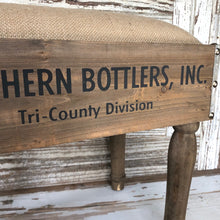 HERN BOTTLERS, INC.
Tri-County Division